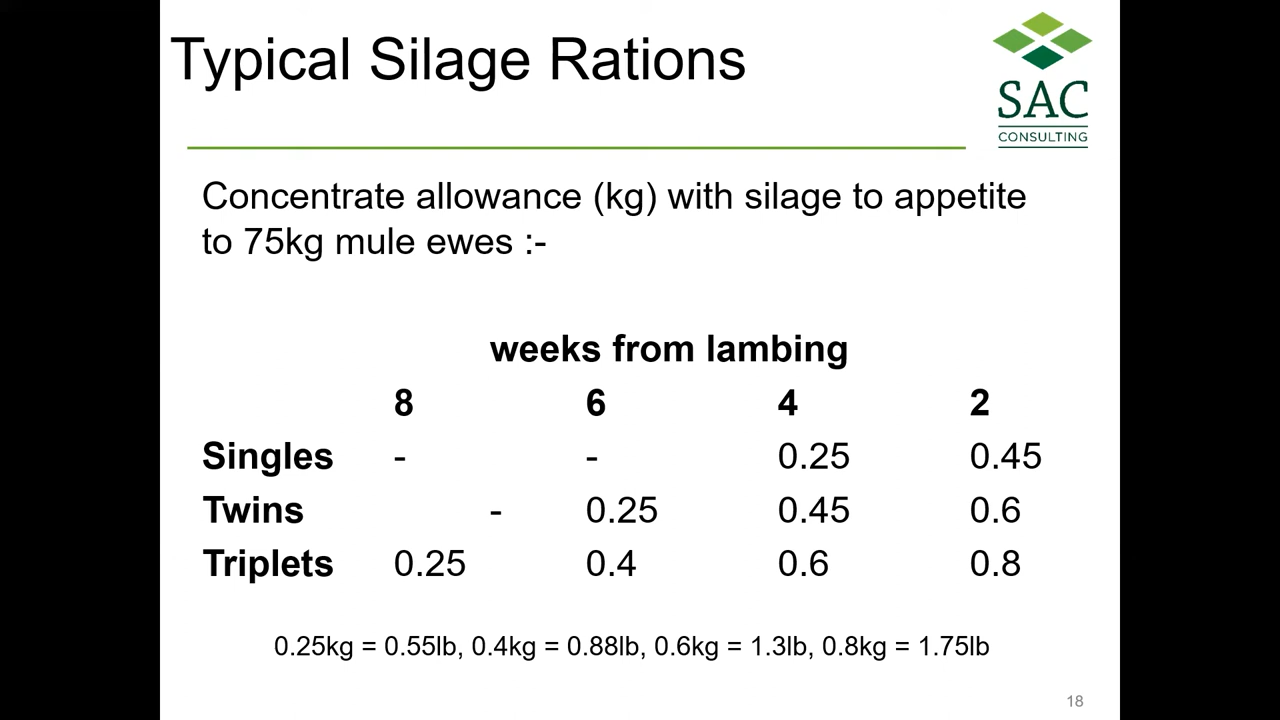 Typical Silage Rations
SAC
CONSULTING
Concentrate allowance (kg) with silage to appetite
to 75kg mule ewes :-
weeks from lambing
8 6 4 2
Singles - - 0.25 0.45
Twins - 0.25 0.45 0.6
Triplets 0.25 0.4 0.6 0.8
0.25kg = 0.55lb, 0.4kg = 0.88lb, 0.6kg = 1.3lb, 0.8kg = 1.75lb
18